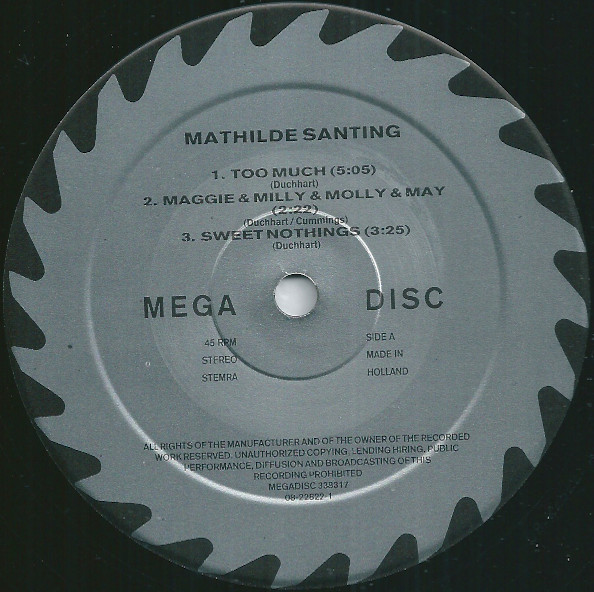 MATHILDE SANTING
1. TOO MUCH (5:05)
(Duchhart)
2. MAGGIE & MILLY & MOLLY & MAY
(2:22)
(Duchhart / Cummings)
3. SWEET NOTHINGS (3:25)
(Duchhart)
MEGA DISC
45 RPM SIDE A
STEREO MADE IN
STEMRA HOLLAND
ALL RIGHTS OF THE MANUFACTURER AND OF THE OWNER OF THE RECORDED
WORK RESERVED. UNAUTHORIZED COPYING, LENDING HIRING, PUBLIC
PERFORMANCE, DIFFUSION AND BROADCASTING OF THIS
RECORDING PROHIBITED
MEGADISC 338317
08-22622-1